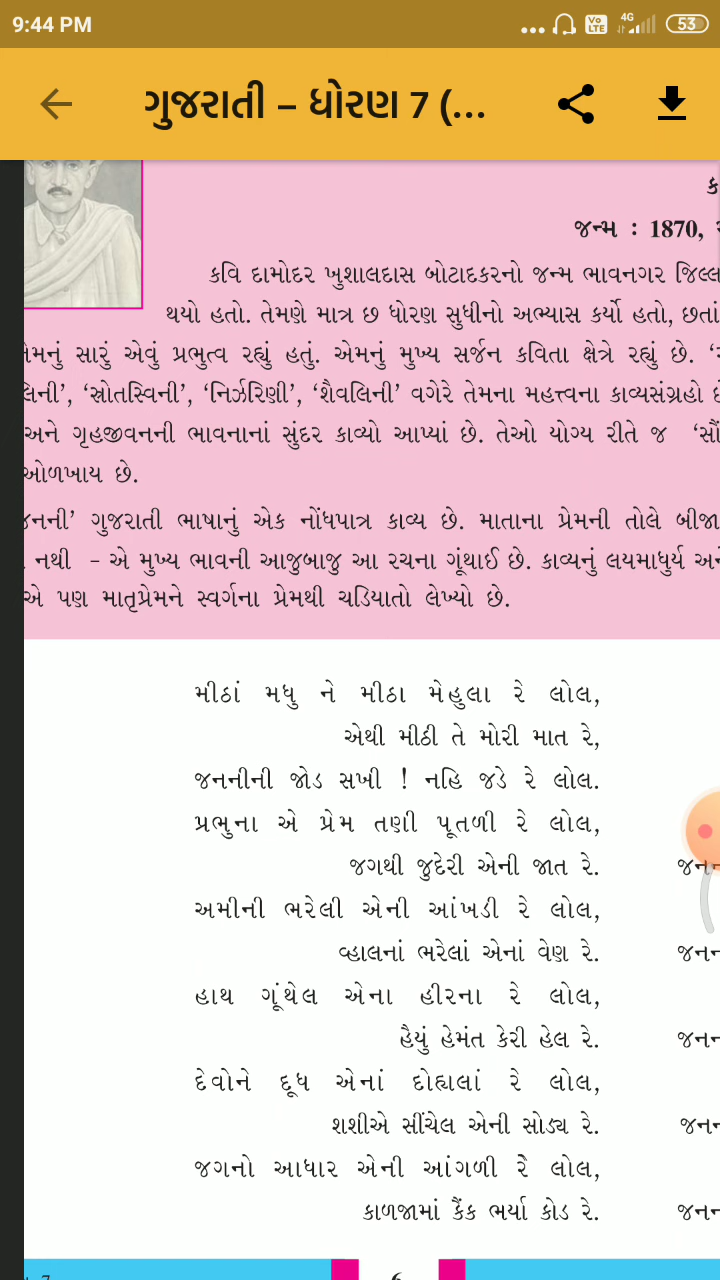 9:44 PM
4G
VoLTE
53
ગુજરાતી – ધોરણ 7 (...
જન્મ : 1870,
કવિ દામોદર ખુશાલદાસ બોટાદકરનો જન્મ ભાવનગર
થયો હતો. તેમણે માત્ર છ ધોરણ સુધીનો અભ્યાસ કર્યો હતો, છતાં
સારું એવું પ્રભુત્વ રહ્યું હતું. એમનું મુખ્ય સર્જન કવિતા ક્ષેત્રે રહ્યું છે.
‘સ્રોતસ્વિની’, ‘નિર્ઝરિણી’, ‘શૈવલિની’ વગેરે તેમના મહત્ત્વના કાવ્યસંગ્રહો
અને ગૃહજીવનની ભાવનાનાં સુંદર કાવ્યો આપ્યાં છે. તેઓ યોગ્ય રીતે જ
ઓળખાય છે.
ગુજરાતી ભાષાનું એક નોંધપાત્ર કાવ્ય છે. માતાના પ્રેમની તોલે બીજા
નથી - એ મુખ્ય ભાવની આજુબાજુ આ રચના ગૂંથાઈ છે. કાવ્યનું લયમાધુર્ય
એ પણ માતૃપ્રેમને સ્વર્ગના પ્રેમથી ચડિયાતો લેખ્યો છે.
મીઠાં મધુ ને મીઠા મેહુલા રે લોલ,
એથી મીઠી તે મોરી માત રે,
જનનીની જોડ સખી ! નહિ જડે રે લોલ.
પ્રભુના એ પ્રેમ તણી પૂતળી રે લોલ,
જગથી જુદેરી એની જાત રે.
અમીની ભરેલી એની આંખડી રે લોલ,
વ્હાલનાં ભરેલાં એનાં વેણ રે.
હાથ ગૂંથેલ એના હીરના રે લોલ,
હૈયું હેમંત કેરી હેલ રે.
દેવોને દૂધ એનાં દોહ્યલાં રે લોલ,
શશીએ સીંચેલ એની સોડ્ય રે.
જગનો આધાર એની આંગળી રે લોલ,
કાળજામાં કૈંક ભર્યા કોડ રે.